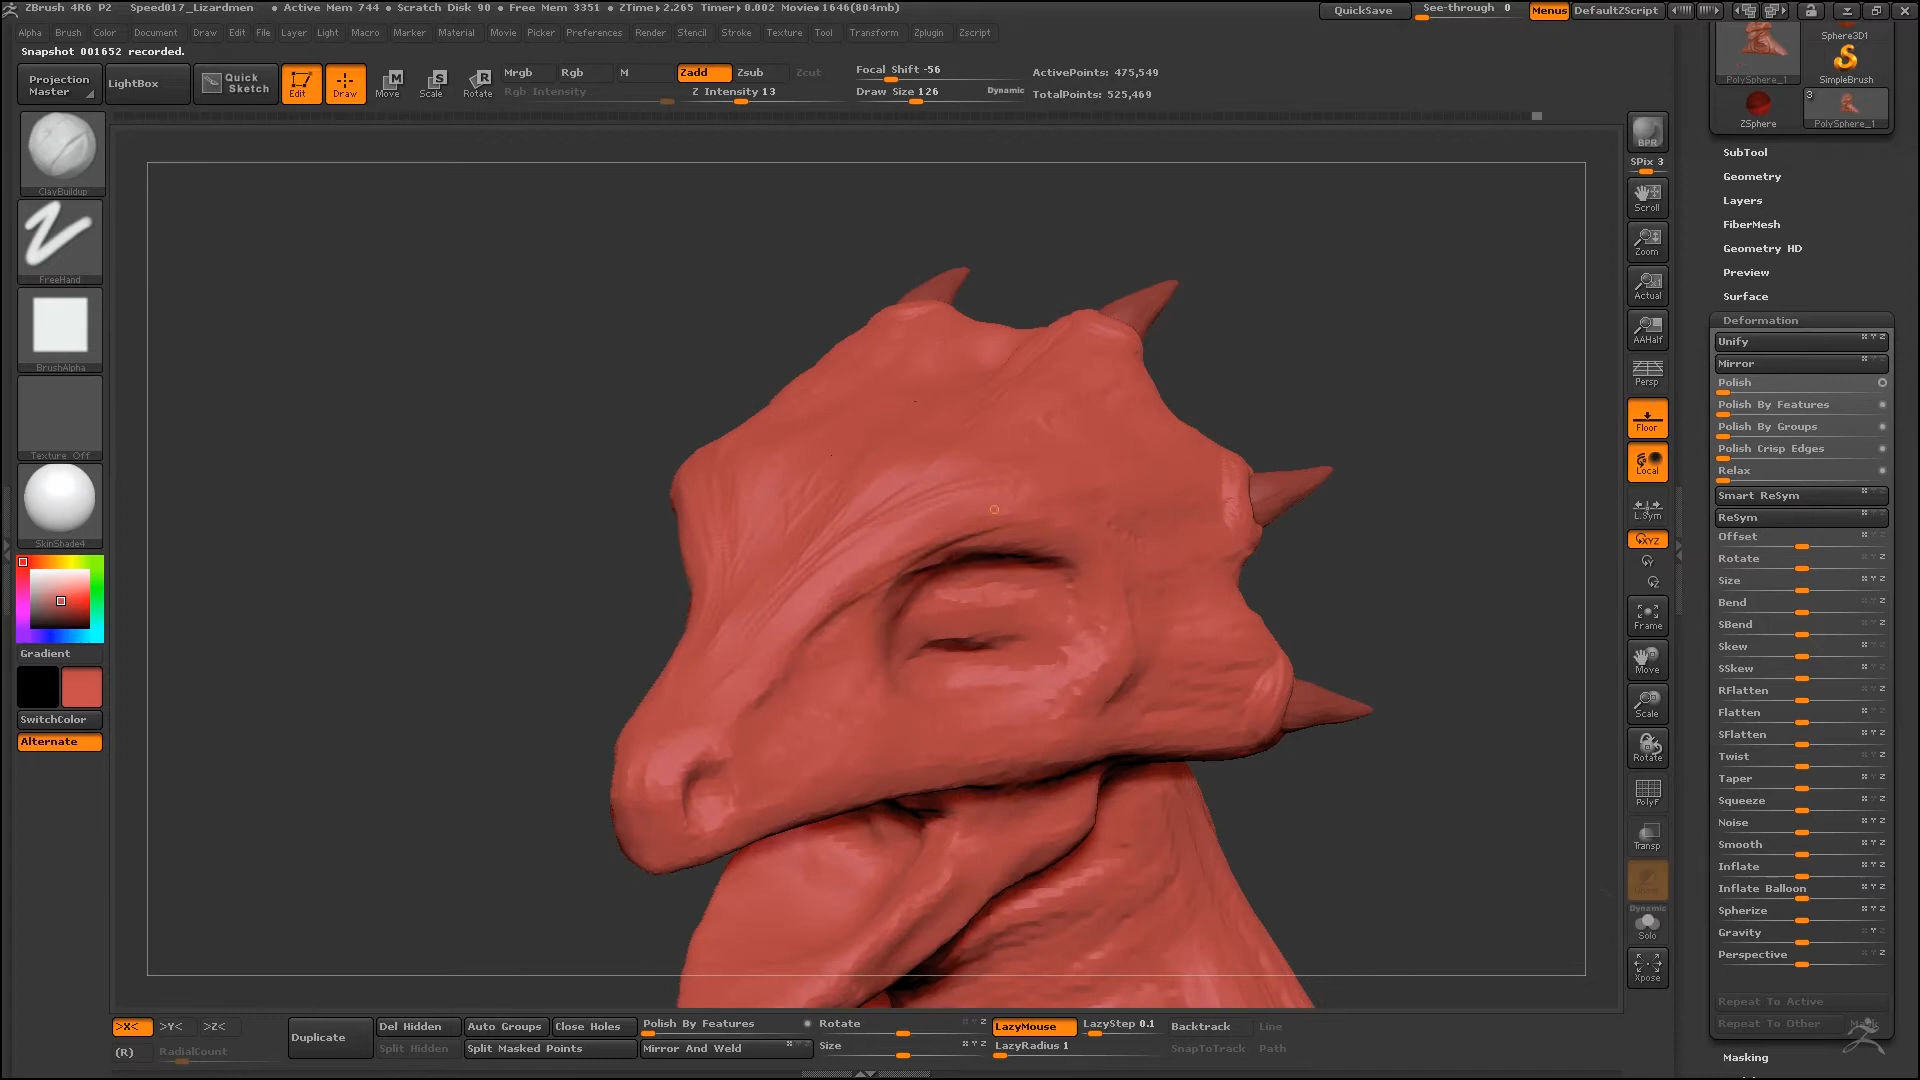 ZBrush 4R6 P2 Speed017_Lizardmen • Active Mem 744 • Scratch Disk 90 • Free Mem 3351 • ZTime▸2.265 Timer▸0.002 Movie•1646(804mb) QuickSave See-through 0 Menus DefaultZScript
Alpha Brush Color Document Draw Edit File Layer Light Macro Marker Material Movie Picker Preferences Render Stencil Stroke Texture Tool Transform Zplugin Zscript
Snapshot 001652 recorded.
Projection Master
LightBox
Quick Sketch
Edit
Draw
Move
Scale
Rotate
Mrgb Rgb M Zadd Zsub Zcut
Rgb Intensity Z Intensity 13
Focal Shift -56
Draw Size 126 Dynamic
ActivePoints: 475,549
TotalPoints: 525,469
ClayBuildup
FreeHand
BrushAlpha
Texture Off
SkinShade4
Gradient
SwitchColor
Alternate
BPR
SPix 3
Scroll
Zoom
Actual
AAHalf
Persp
Floor
Local
L.Sym
XYZ
Y
Z
Frame
Move
Scale
Rotate
PolyF
Transp
Ghost
Dynamic
Solo
Xpose
Sphere3D1
PolySphere_1 SimpleBrush
3
ZSphere PolySphere_1
SubTool
Geometry
Layers
FiberMesh
Geometry HD
Preview
Surface
Deformation
Unify
Mirror
Polish
Polish By Features
Polish By Groups
Polish Crisp Edges
Relax
Smart ReSym
ReSym
Offset
Rotate
Size
Bend
SBend
Skew
SSkew
RFlatten
Flatten
SFlatten
Twist
Taper
Squeeze
Noise
Smooth
Inflate
Inflate Balloon
Spherize
Gravity
Perspective
Repeat To Active
Repeat To Other
Masking
>X< >Y< >Z<
(R) RadialCount
Duplicate
Del Hidden Auto Groups Close Holes Polish By Features Rotate LazyMouse LazyStep 0.1 Backtrack Line
Split Hidden Split Masked Points Mirror And Weld Size LazyRadius 1 SnapToTrack Path